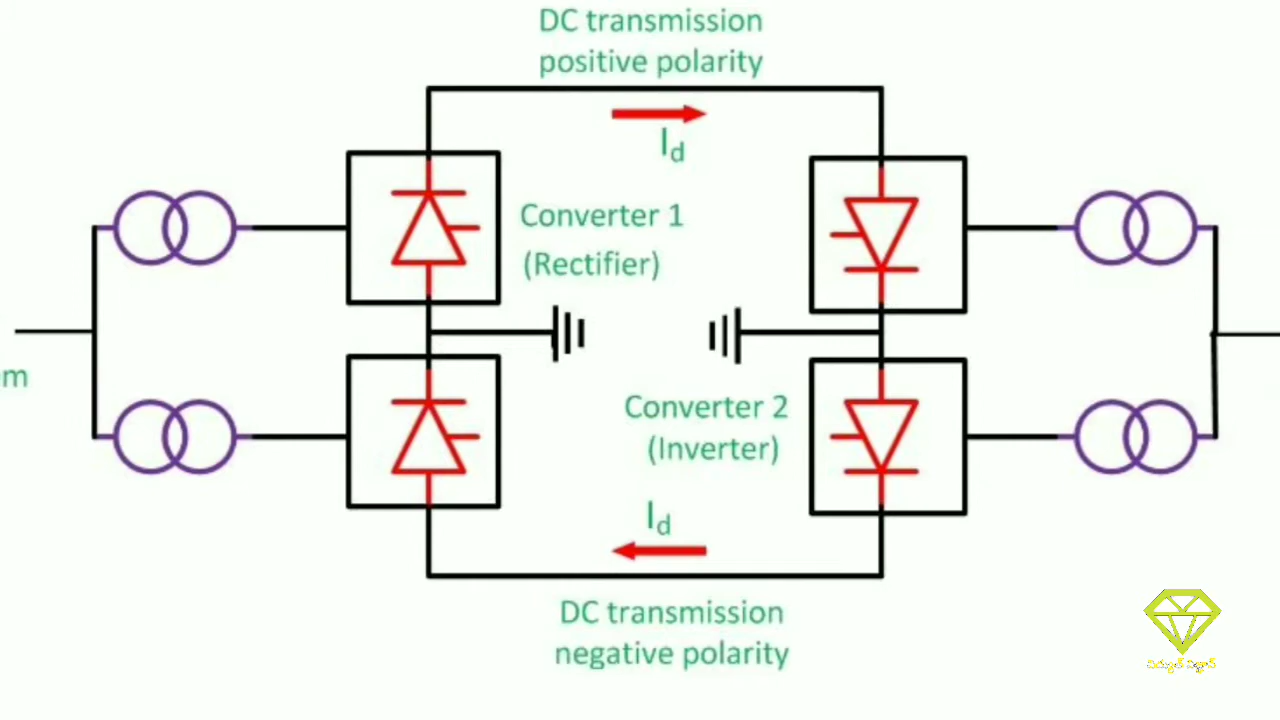 DC transmission
positive polarity
Id
Converter 1
(Rectifier)
m
Converter 2
(Inverter)
Id
DC transmission
negative polarity